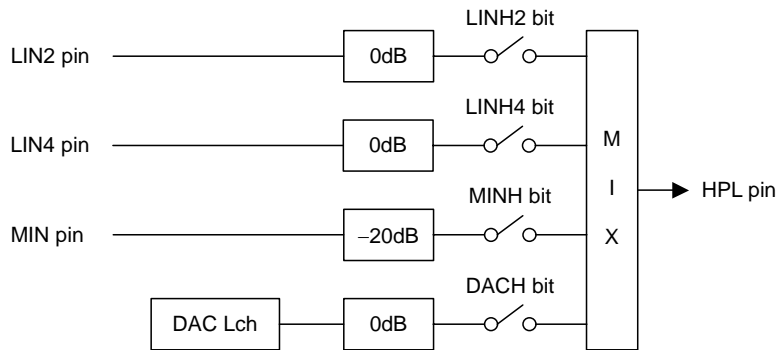 LINH2 bit
LIN2 pin
0dB
LINH4 bit
LIN4 pin
0dB
M
I
X
HPL pin
MINH bit
MIN pin
−20dB
DACH bit
DAC Lch
0dB